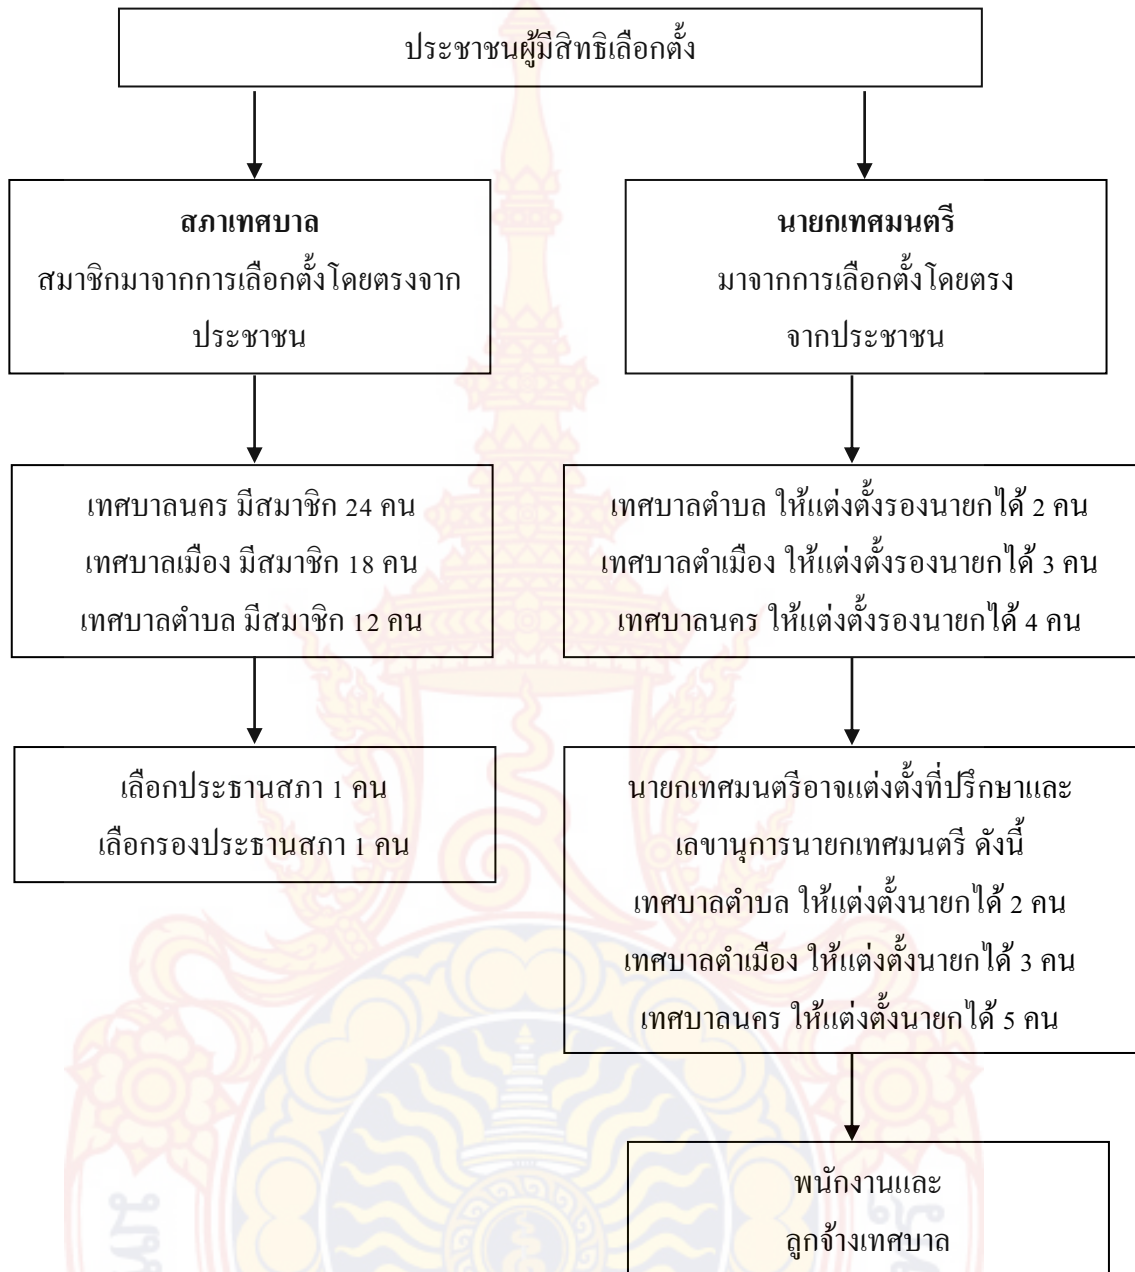 ประชาชนผู้มีสิทธิเลือกตั้ง
สภาเทศบาล
สมาชิกมาจากการเลือกตั้งโดยตรงจาก
ประชาชน
นายกเทศมนตรี
มาจากการเลือกตั้งโดยตรง
จากประชาชน
เทศบาลนคร มีสมาชิก 24 คน
เทศบาลเมือง มีสมาชิก 18 คน
เทศบาลตำบล มีสมาชิก 12 คน
เทศบาลตำบล ให้แต่งตั้งรองนายกได้ 2 คน
เทศบาลตำเมือง ให้แต่งตั้งรองนายกได้ 3 คน
เทศบาลนคร ให้แต่งตั้งรองนายกได้ 4 คน
เลือกประธานสภา 1 คน
เลือกรองประธานสภา 1 คน
นายกเทศมนตรีอาจแต่งตั้งที่ปรึกษาและ
เลขานุการนายกเทศมนตรี ดังนี้
เทศบาลตำบล ให้แต่งตั้งนายกได้ 2 คน
เทศบาลตำเมือง ให้แต่งตั้งนายกได้ 3 คน
เทศบาลนคร ให้แต่งตั้งนายกได้ 5 คน
พนักงานและ
ลูกจ้างเทศบาล